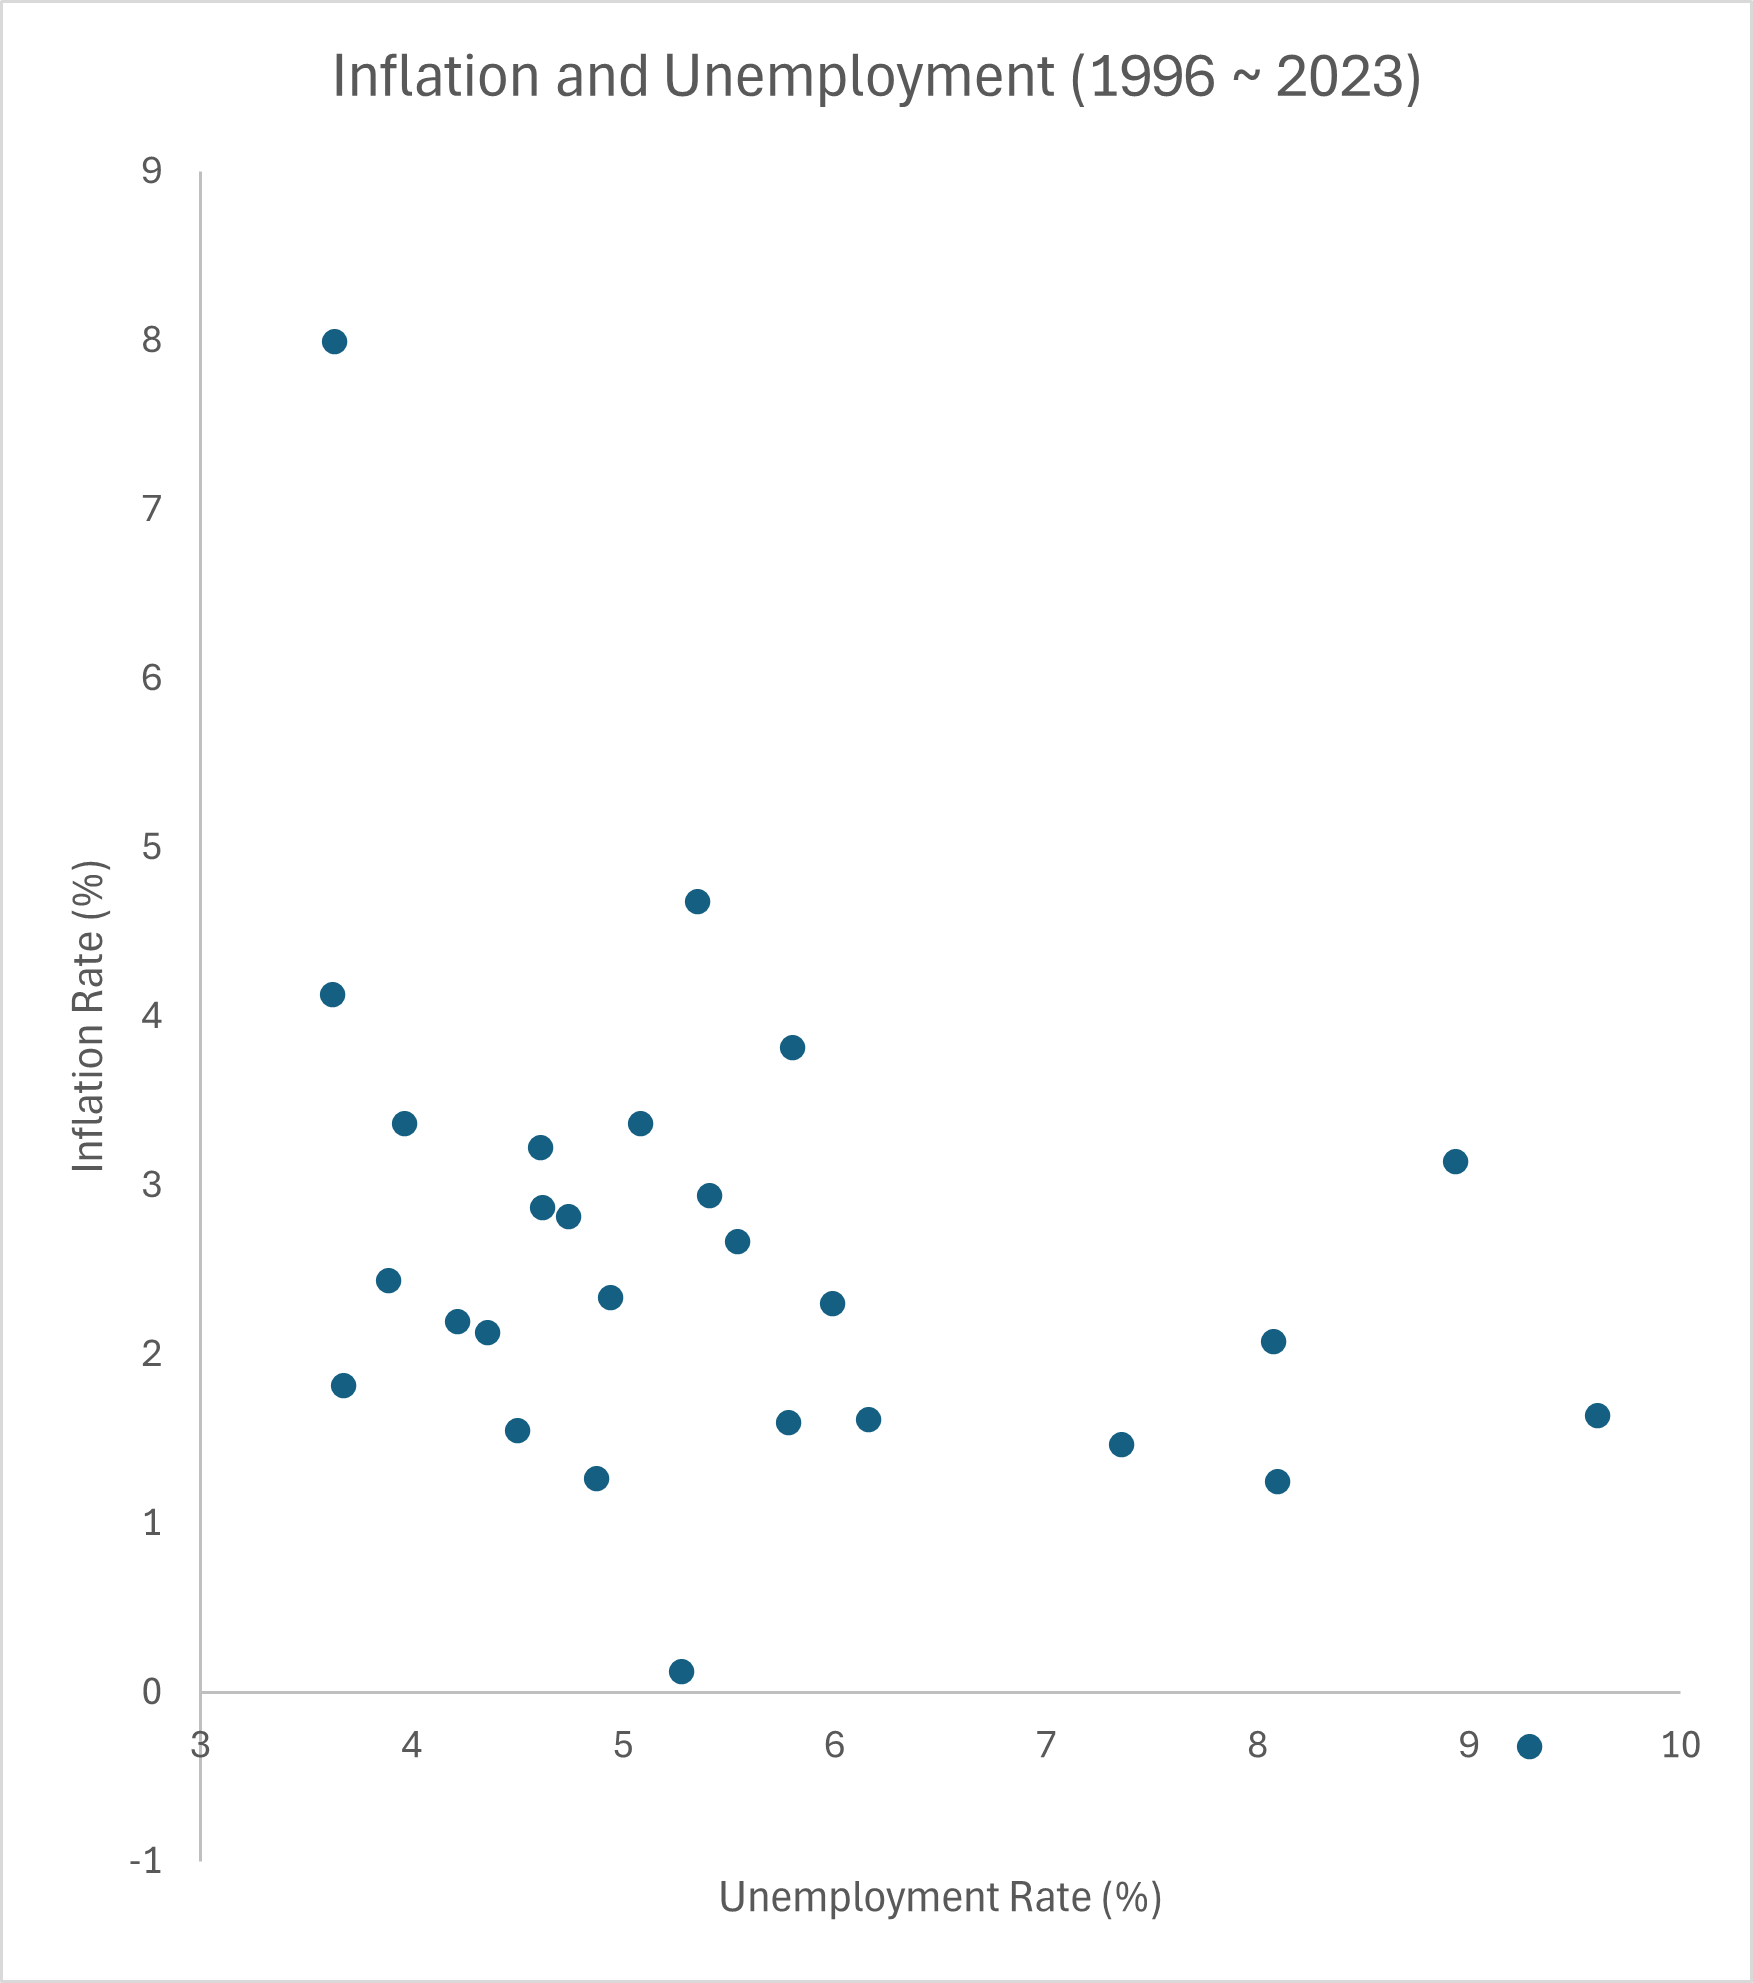 Inflation and Unemployment (1996 ~ 2023)
9
8
7
6
5
4
3
2
1
0
-1
Inflation Rate (%)
3 4 5 6 7 8 9 10
Unemployment Rate (%)